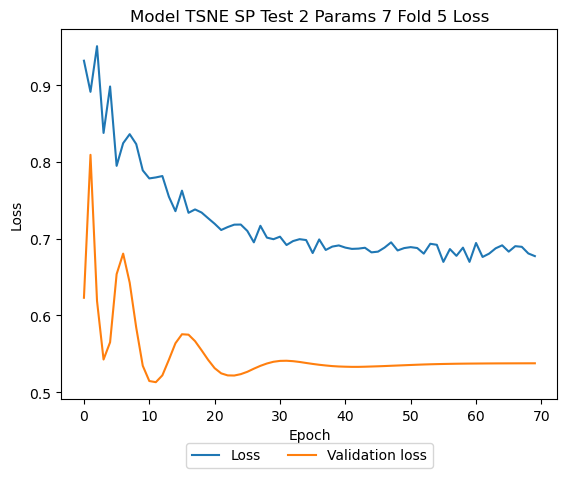 Model TSNE SP Test 2 Params 7 Fold 5 Loss
Loss
0.9
0.8
0.7
0.6
0.5
0 10 20 30 40 50 60 70
Epoch
Loss Validation loss